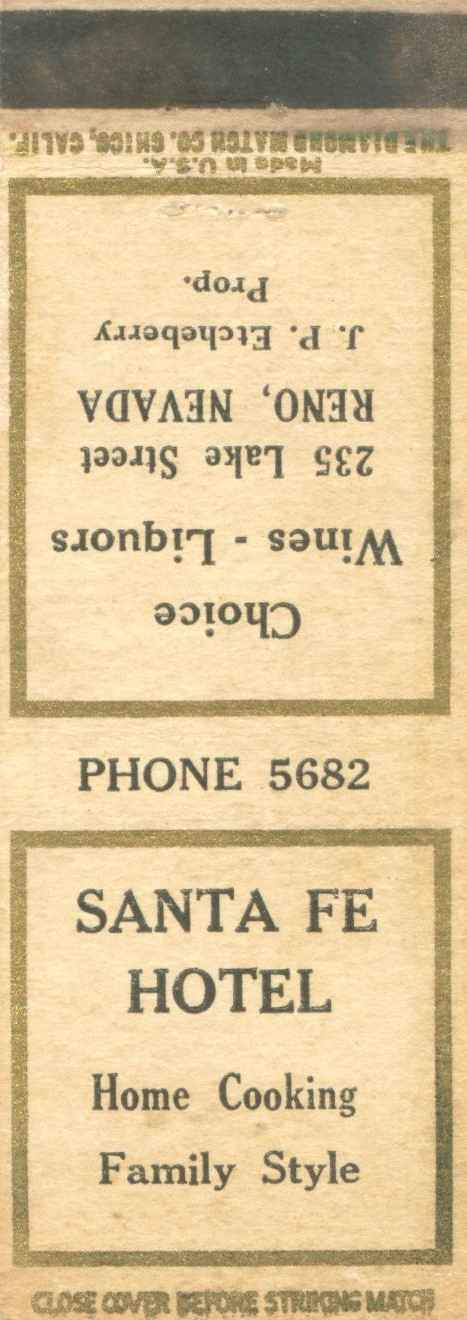 THE DIAMOND MATCH CO. CHICO, CALIF.
Made in U.S.A.
Choice
Wines - Liquors
235 Lake Street
RENO, NEVADA
J. P. Etcheberry
Prop.
PHONE 5682
SANTA FE
HOTEL
Home Cooking
Family Style
CLOSE COVER BEFORE STRIKING MATCH